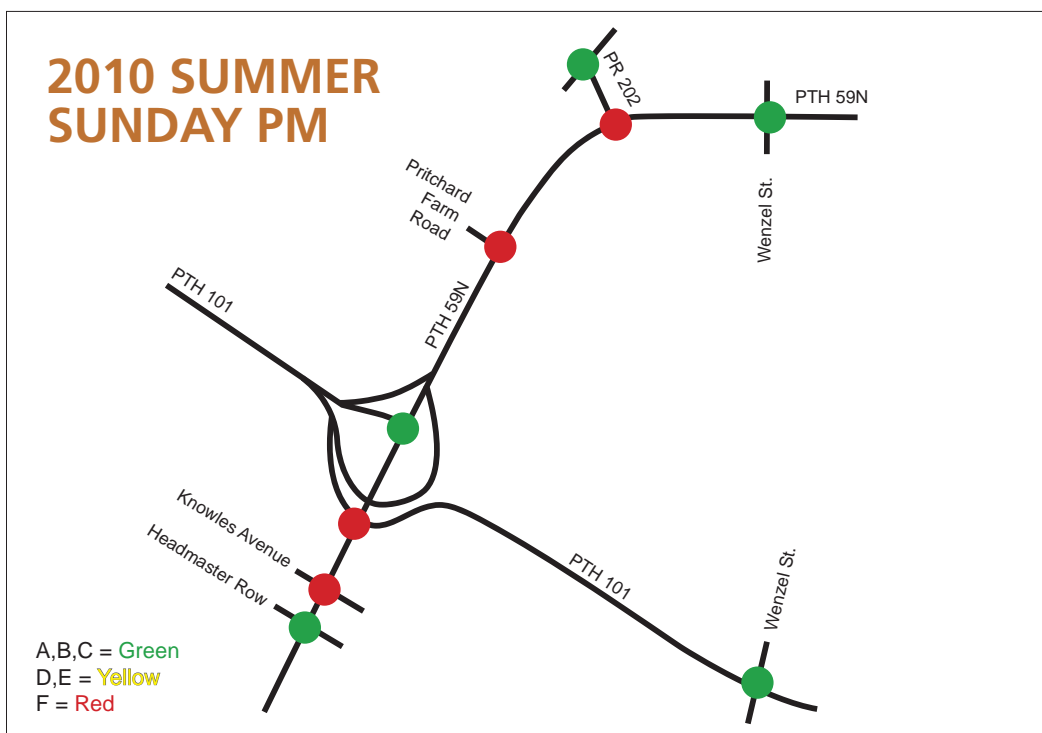 2010 SUMMER
SUNDAY PM
PR 202
PTH 59N
Wenzel St.
Pritchard
Farm
Road
PTH 101
PTH 59N
Knowles Avenue
Headmaster Row
PTH 101
Wenzel St.
A,B,C = Green
D,E = Yellow
F = Red